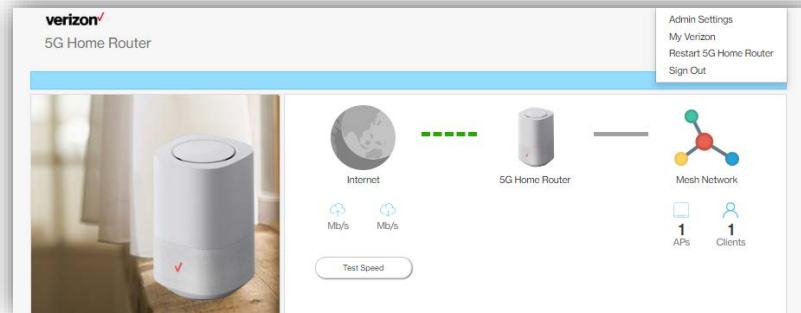 verizon✓
5G Home Router
Admin Settings
My Verizon
Restart 5G Home Router
Sign Out
Internet
5G Home Router
Mesh Network
Mb/s
Mb/s
1
APs
1
Clients
Test Speed